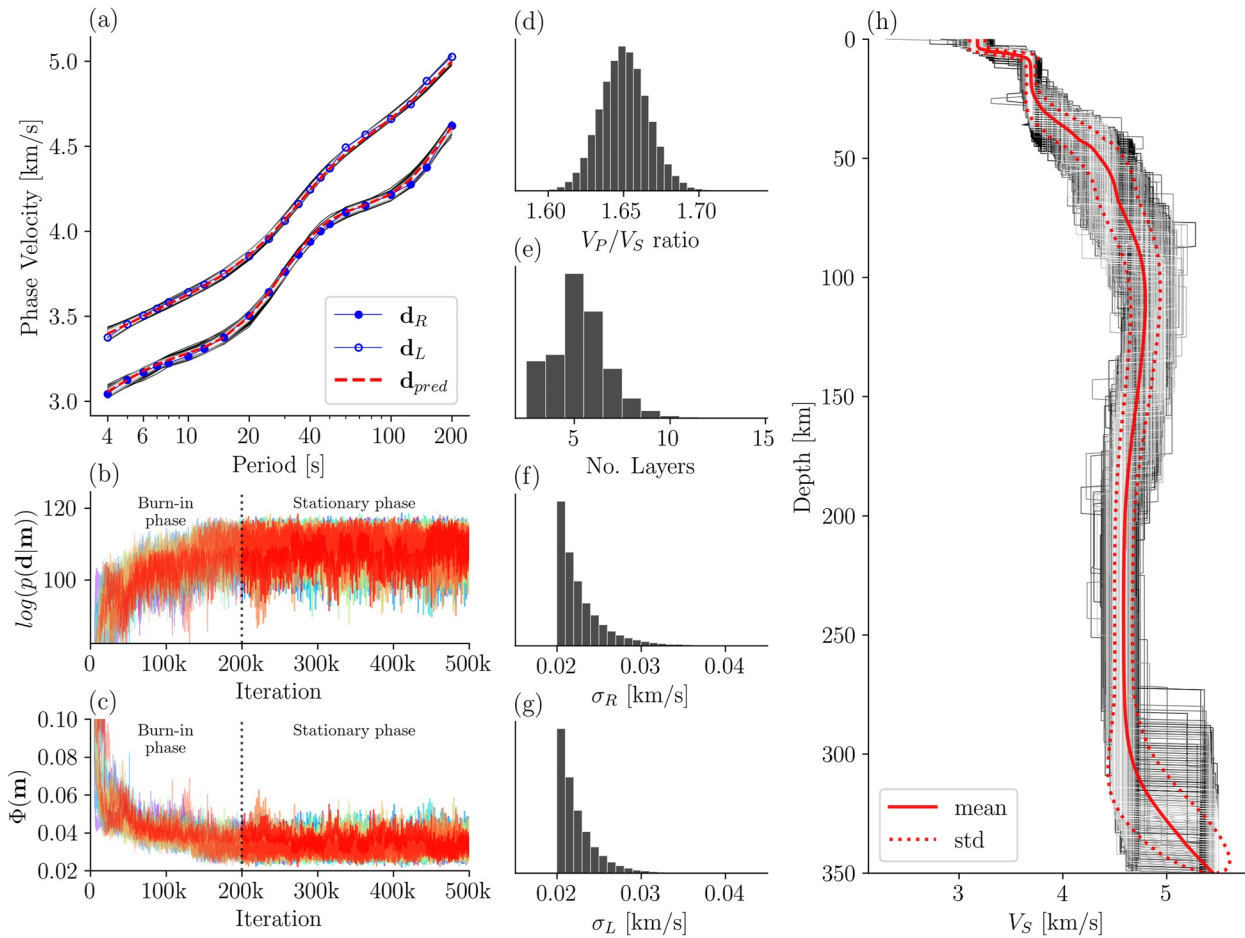 (a)
5.0
4.5
4.0
3.5
3.0
Phase Velocity [km/s]
d_R
d_L
d_pred
4 6 10 20 40 100 200
Period [s]
(b)
120
100
log(p(d|m))
Burn-in
phase
Stationary phase
0 100k 200k 300k 400k 500k
Iteration
(c)
0.10
0.08
0.06
0.04
0.02
Φ(m)
Burn-in
phase
Stationary phase
0 100k 200k 300k 400k 500k
Iteration
(d)
1.60 1.65 1.70
V_P/V_S ratio
(e)
5 10 15
No. Layers
(f)
0.02 0.03 0.04
σ_R [km/s]
(g)
0.02 0.03 0.04
σ_L [km/s]
(h)
0
50
100
150
200
250
300
350
Depth [km]
mean
std
3 4 5
V_S [km/s]